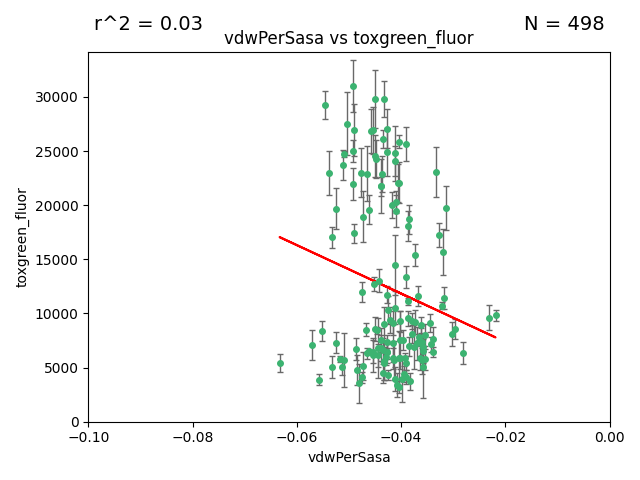 r^2 = 0.03
N = 498
vdwPerSasa vs toxgreen_fluor
toxgreen_fluor
30000
25000
20000
15000
10000
5000
0
−0.10
−0.08
−0.06
−0.04
−0.02
0.00
vdwPerSasa